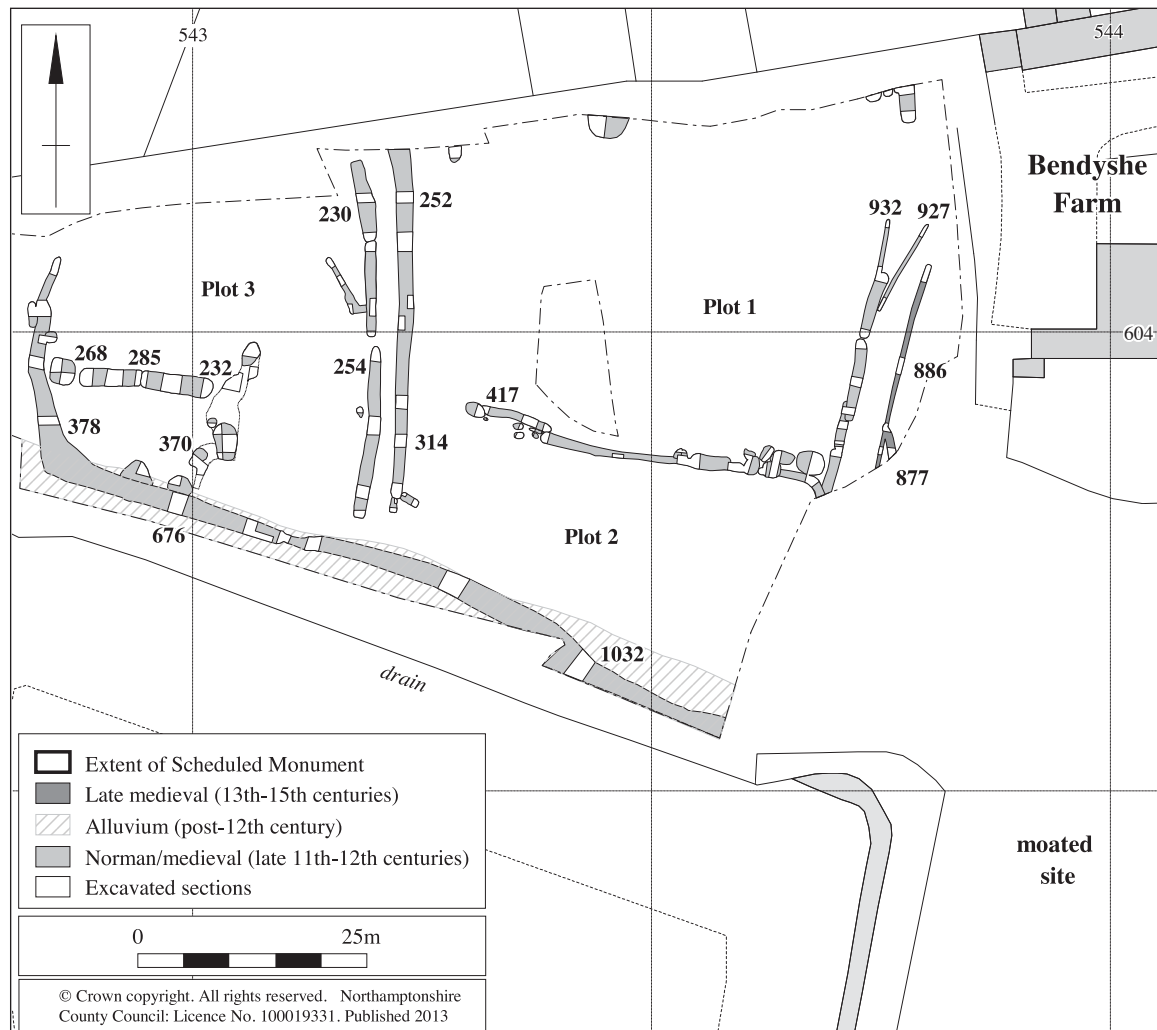 543
544
Bendyshe
Farm
230
252
932
927
Plot 3
Plot 1
604
268
285
232
254
417
886
378
370
314
877
676
Plot 2
1032
drain
Extent of Scheduled Monument
Late medieval (13th-15th centuries)
Alluvium (post-12th century)
Norman/medieval (late 11th-12th centuries)
Excavated sections
moated
site
0 25m
© Crown copyright. All rights reserved. Northamptonshire
County Council: Licence No. 100019331. Published 2013